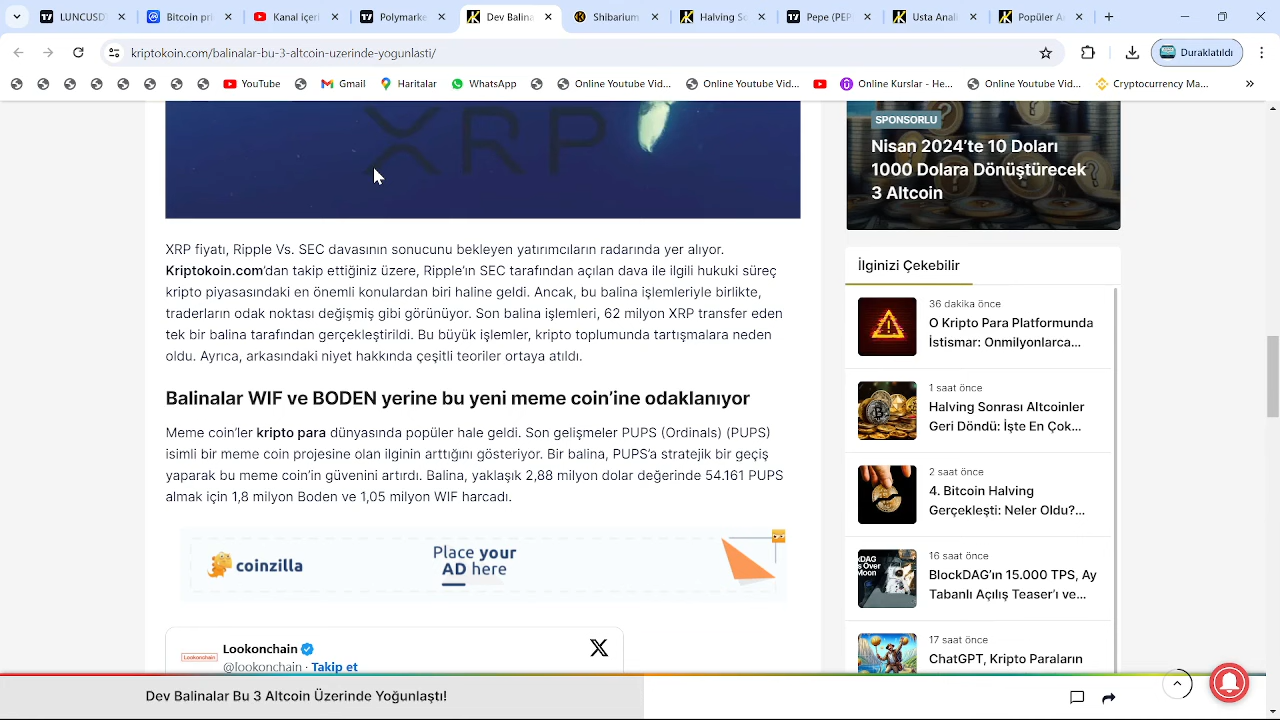 LUNCUSDT
Bitcoin pri
Kanal içeri
Polymarke
Dev Balina
Shibarium
Halving So
Pepe (PEP
Usta Anali
Popüler A
kriptokoin.com/balinalar-bu-3-altcoin-uzerinde-yogunlasti/
Duraklatıldı
YouTube
Gmail
Haritalar
WhatsApp
Online Youtube Vid...
Online Youtube Vid...
Online Kurslar - He...
Online Youtube Vid...
Cryptocurrency Ma...
XRP
XRP fiyatı, Ripple Vs. SEC davasının sonucunu bekleyen yatırımcıların radarında yer alıyor.
Kriptokoin.com'dan takip ettiğiniz üzere, Ripple'ın SEC tarafından açılan dava ile ilgili hukuki süreç
kripto piyasasındaki en önemli konulardan biri haline geldi. Ancak, bu balina işlemleriyle birlikte,
traderların odak noktası değişmiş gibi görünüyor. Son balina işlemleri, 62 milyon XRP transfer eden
tek bir balina tarafından gerçekleştirildi. Bu büyük işlemler, kripto toplumunda tartışmalara neden
oldu. Ayrıca, arkasındaki niyet hakkında çeşitli teoriler ortaya atıldı.
Balinalar WIF ve BODEN yerine bu yeni meme coin'ine odaklanıyor
Meme coin'ler kripto para dünyasında popüler hale geldi. Son gelişmeler PUPS (Ordinals) (PUPS)
isimli bir meme coin projesine olan ilginin arttığını gösteriyor. Bir balina, PUPS'a stratejik bir geçiş
yaparak bu meme coin'in güvenini artırdı. Balina, yaklaşık 2,88 milyon dolar değerinde 54.161 PUPS
almak için 1,8 milyon Boden ve 1,05 milyon WIF harcadı.
coinzilla
Place your
AD here
Lookonchain
Lookonchain
@lookonchain · Takip et
SPONSORLU
Nisan 2024'te 10 Doları
1000 Dolara Dönüştürecek
3 Altcoin
İlginizi Çekebilir
36 dakika önce
O Kripto Para Platformunda
İstismar: Onmilyonlarca...
1 saat önce
Halving Sonrası Altcoinler
Geri Döndü: İşte En Çok...
2 saat önce
4. Bitcoin Halving
Gerçekleşti: Neler Oldu?...
16 saat önce
BlockDAG'ın 15.000 TPS, Ay
Tabanlı Açılış Teaser'ı ve...
17 saat önce
ChatGPT, Kripto Paraların
Dev Balinalar Bu 3 Altcoin Üzerinde Yoğunlaştı!